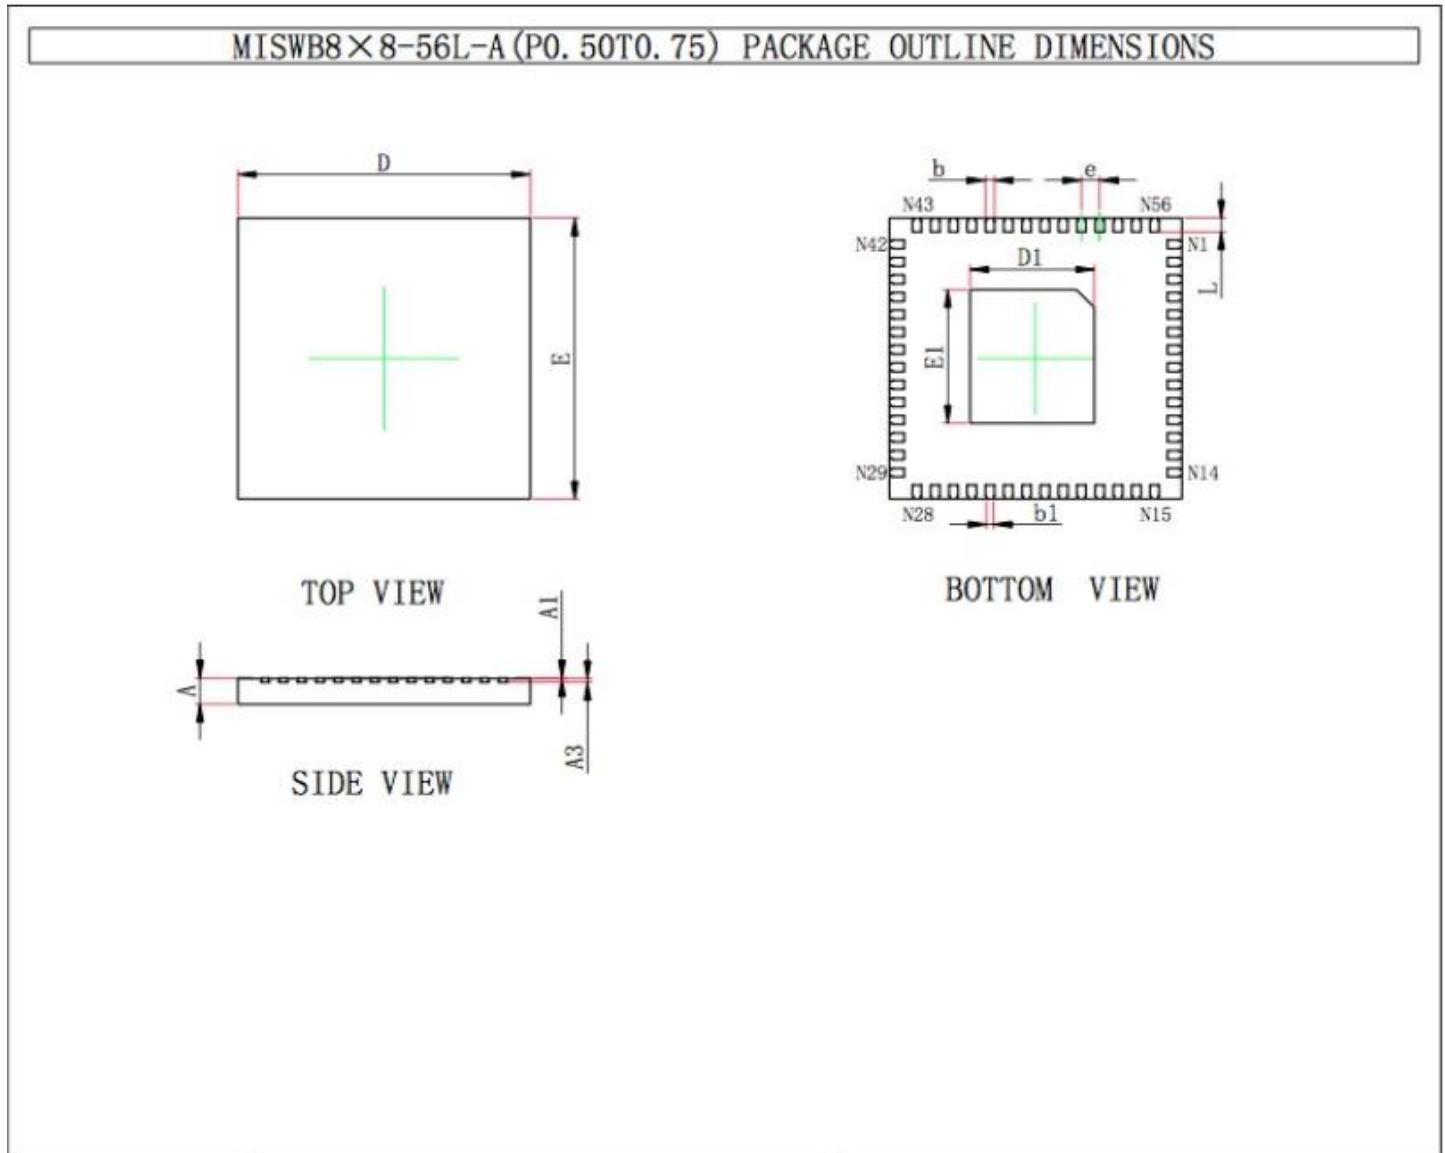 MISWB8×8-56L-A(P0.50T0.75) PACKAGE OUTLINE DIMENSIONS
D
E
TOP VIEW
b
e
N43
N56
N42
N1
D1
L
E1
N29
N14
N28
b1
N15
BOTTOM VIEW
A1
A
A3
SIDE VIEW